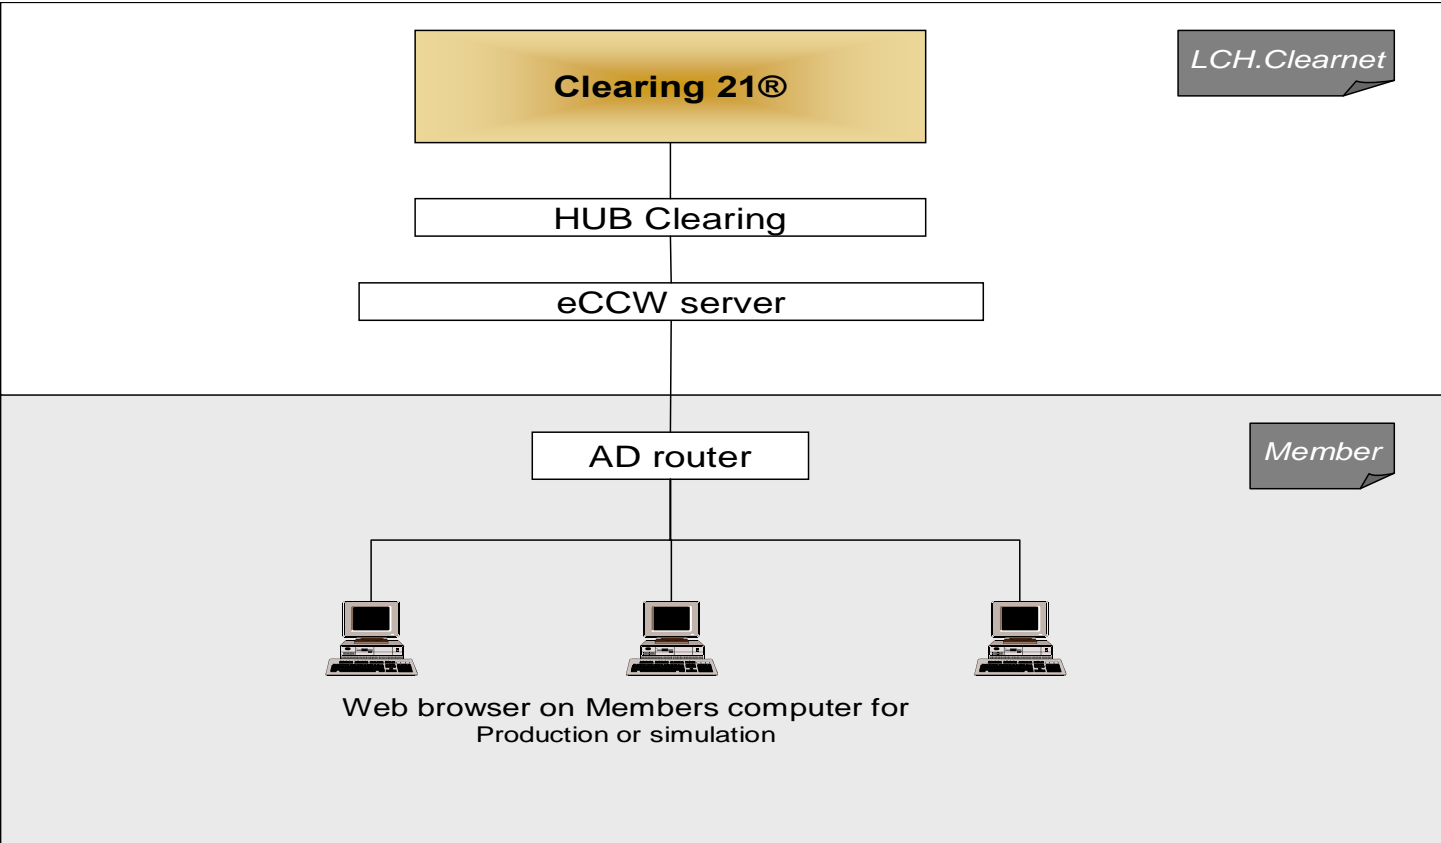 Clearing 21®
LCH.Clearnet
HUB Clearing
eCCW server
AD router
Member
Web browser on Members computer for
Production or simulation